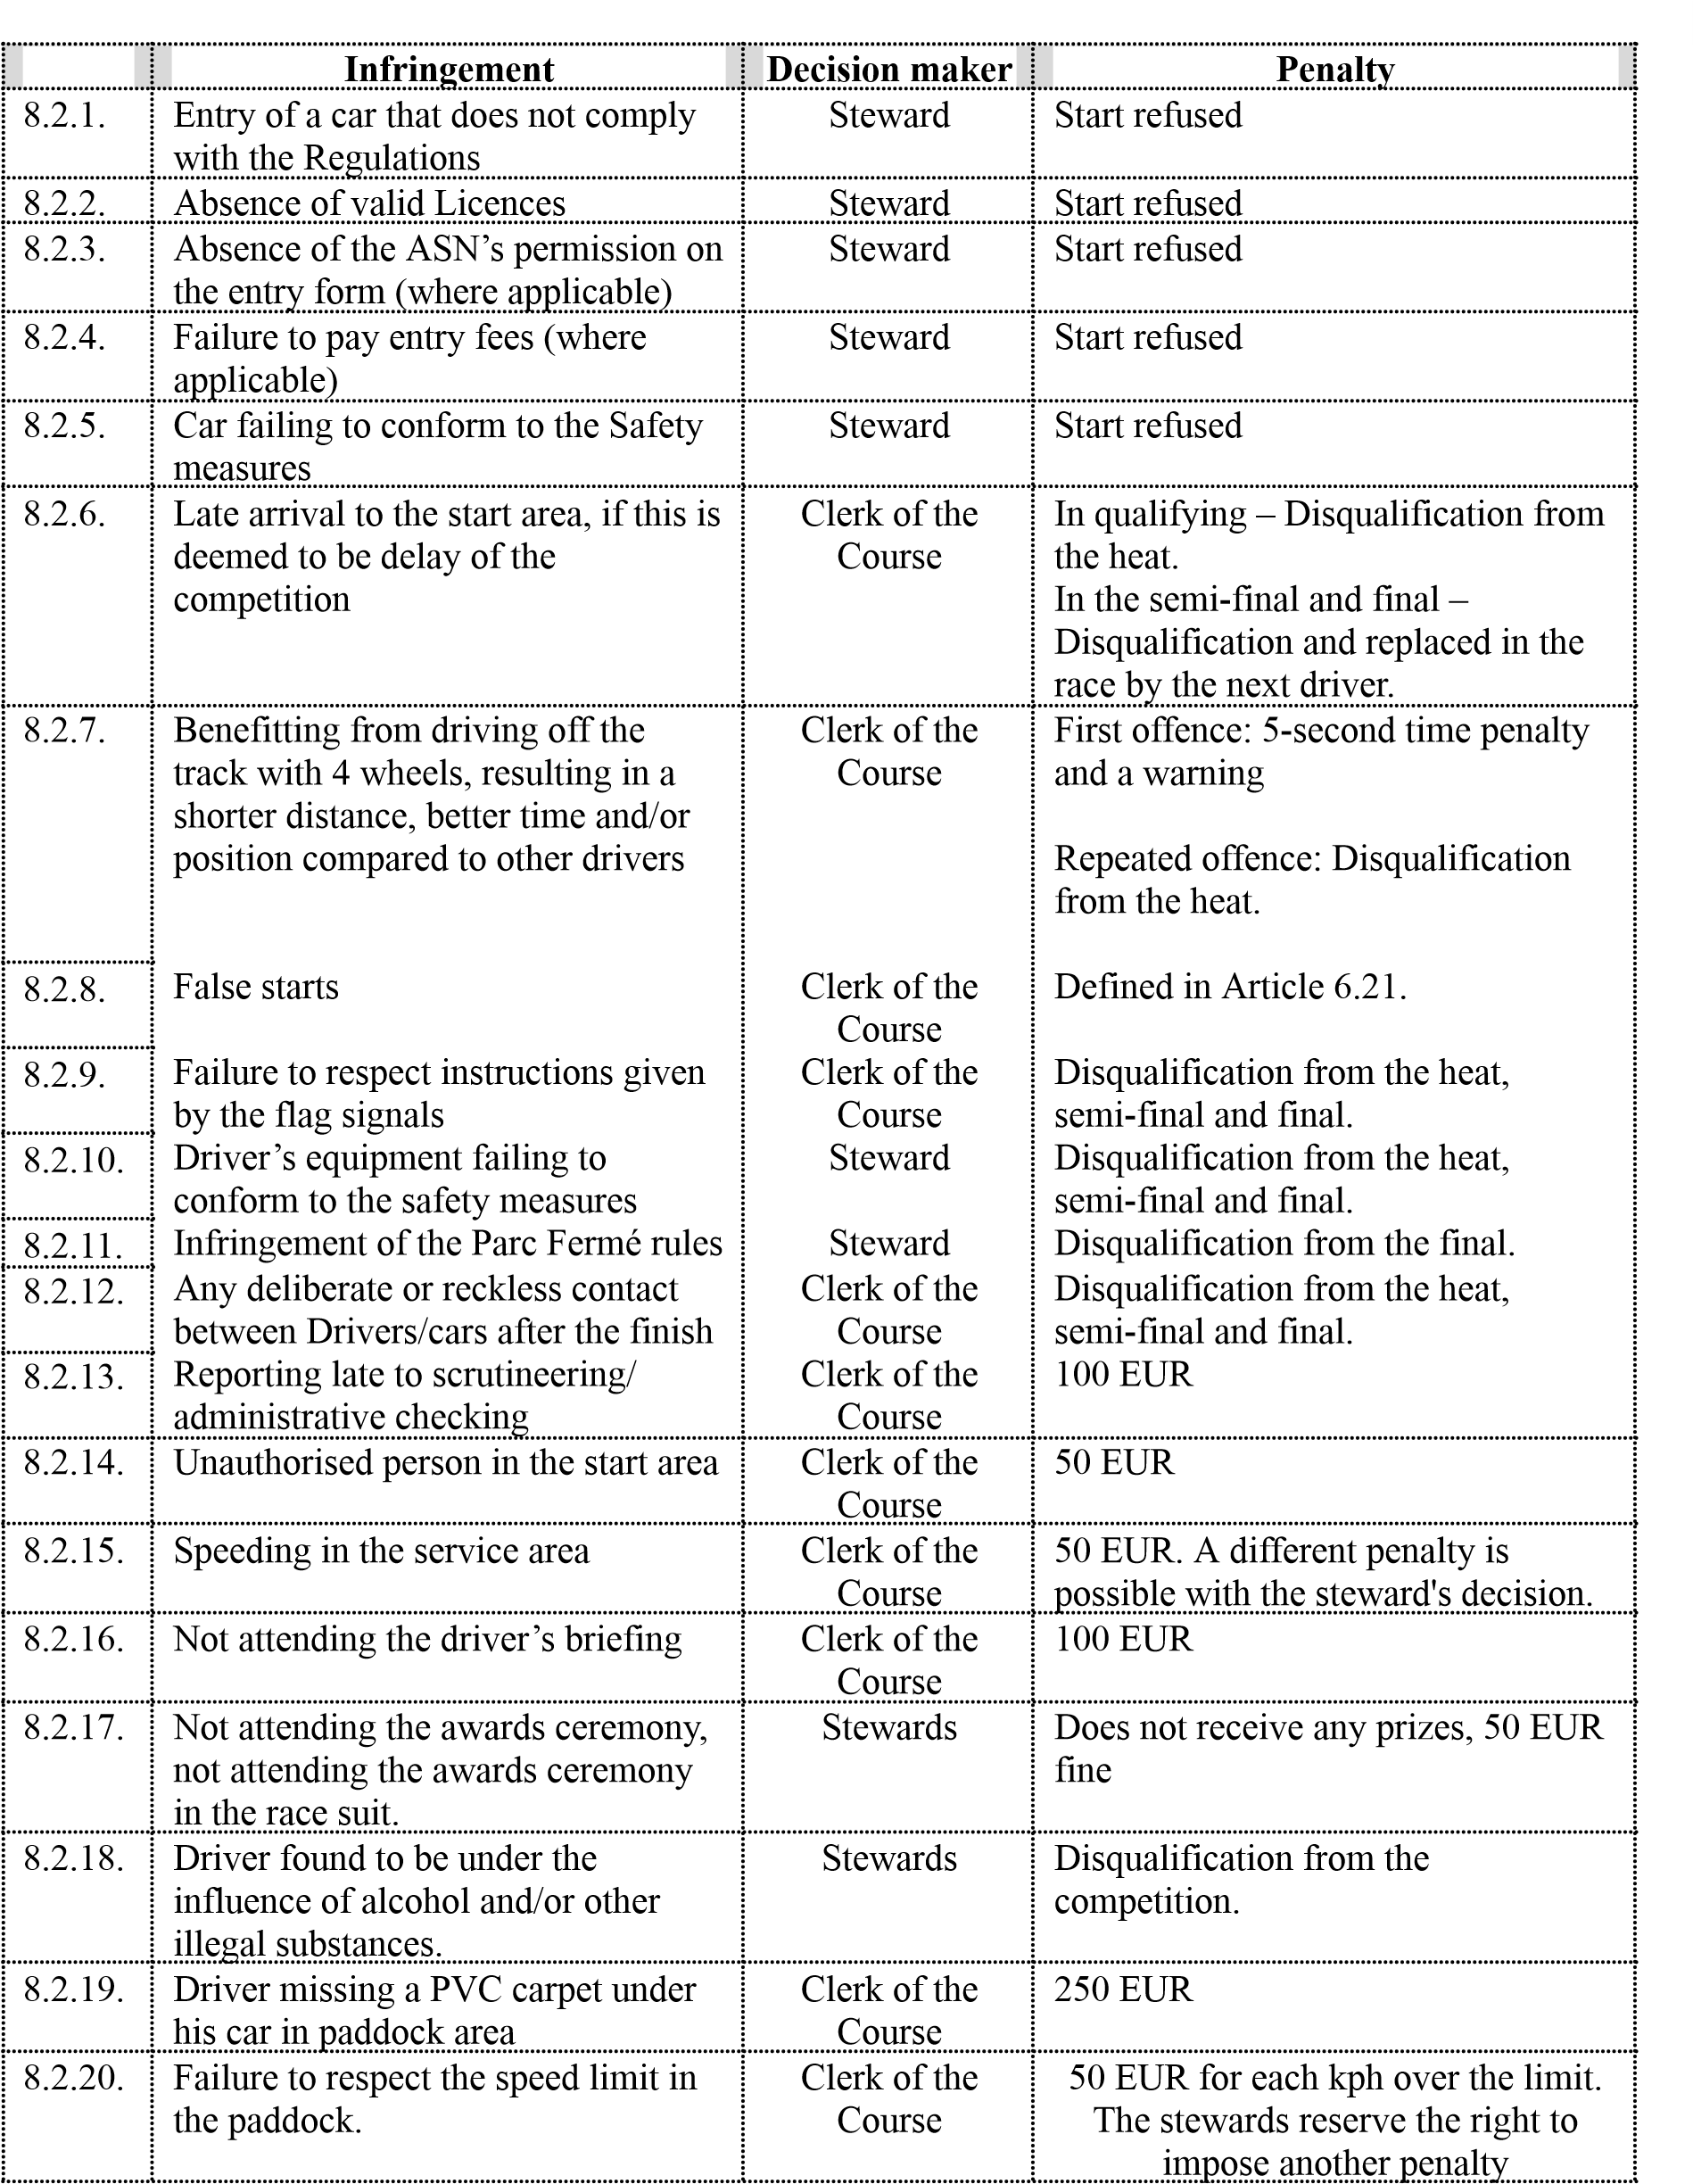 Infringement Decision maker Penalty
8.2.1. Entry of a car that does not comply Steward Start refused
with the Regulations
8.2.2. Absence of valid Licences Steward Start refused
8.2.3. Absence of the ASN’s permission on Steward Start refused
the entry form (where applicable)
8.2.4. Failure to pay entry fees (where Steward Start refused
applicable)
8.2.5. Car failing to conform to the Safety Steward Start refused
measures
8.2.6. Late arrival to the start area, if this is Clerk of the In qualifying – Disqualification from
deemed to be delay of the Course the heat.
competition In the semi-final and final –
Disqualification and replaced in the
race by the next driver.
8.2.7. Benefitting from driving off the Clerk of the First offence: 5-second time penalty
track with 4 wheels, resulting in a Course and a warning
shorter distance, better time and/or
position compared to other drivers Repeated offence: Disqualification
from the heat.
8.2.8. False starts Clerk of the Defined in Article 6.21.
Course
8.2.9. Failure to respect instructions given Clerk of the Disqualification from the heat,
by the flag signals Course semi-final and final.
8.2.10. Driver’s equipment failing to Steward Disqualification from the heat,
conform to the safety measures semi-final and final.
8.2.11. Infringement of the Parc Fermé rules Steward Disqualification from the final.
8.2.12. Any deliberate or reckless contact Clerk of the Disqualification from the heat,
between Drivers/cars after the finish Course semi-final and final.
8.2.13. Reporting late to scrutineering/ Clerk of the 100 EUR
administrative checking Course
8.2.14. Unauthorised person in the start area Clerk of the 50 EUR
Course
8.2.15. Speeding in the service area Clerk of the 50 EUR. A different penalty is
Course possible with the steward's decision.
8.2.16. Not attending the driver’s briefing Clerk of the 100 EUR
Course
8.2.17. Not attending the awards ceremony, Stewards Does not receive any prizes, 50 EUR
not attending the awards ceremony fine
in the race suit.
8.2.18. Driver found to be under the Stewards Disqualification from the
influence of alcohol and/or other competition.
illegal substances.
8.2.19. Driver missing a PVC carpet under Clerk of the 250 EUR
his car in paddock area Course
8.2.20. Failure to respect the speed limit in Clerk of the 50 EUR for each kph over the limit.
the paddock. Course The stewards reserve the right to
impose another penalty